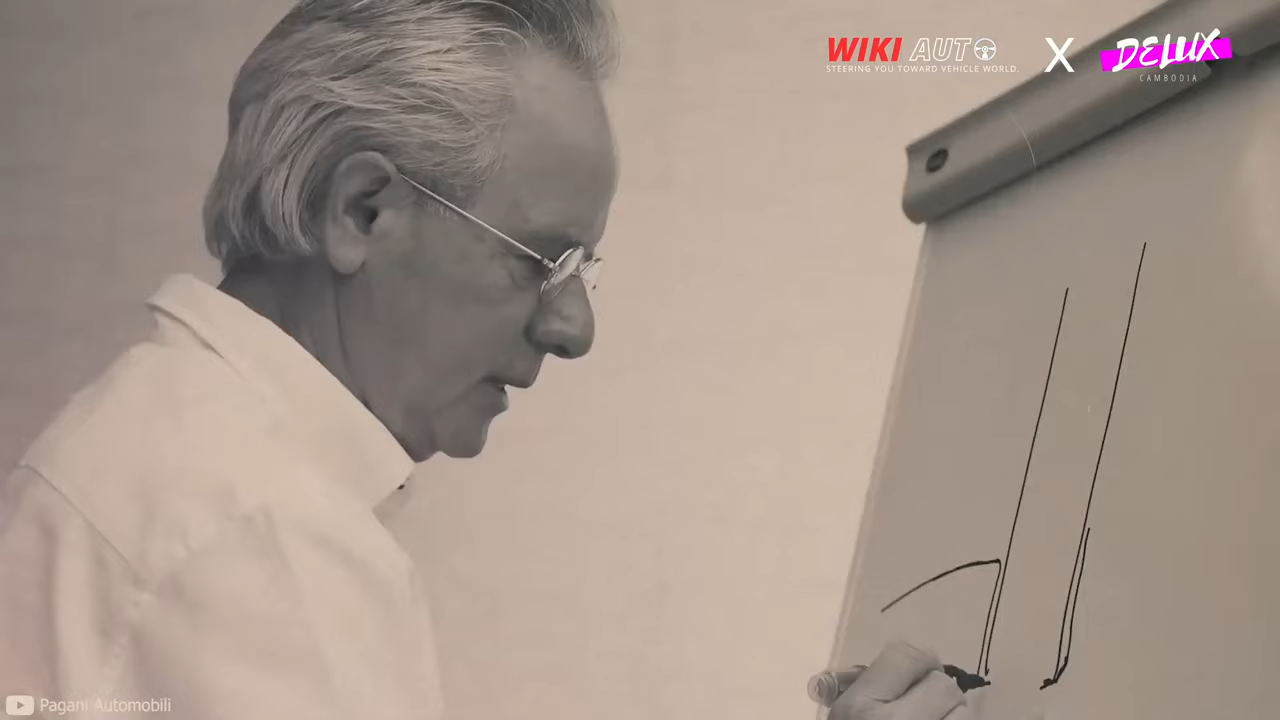 WIKI AUTO X DELUX
STEERING YOU TOWARD VEHICLE WORLD. CAMBODIA
Pagani Automobili